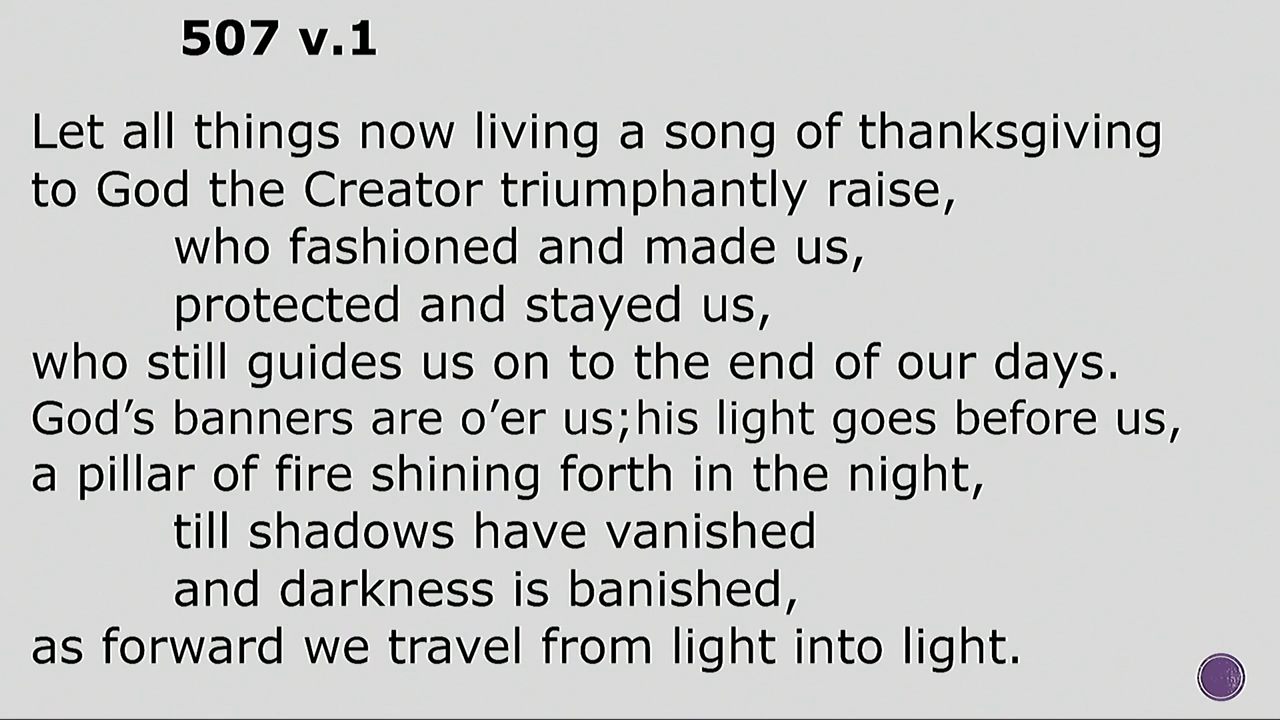 507 v.1
Let all things now living a song of thanksgiving
to God the Creator triumphantly raise,
who fashioned and made us,
protected and stayed us,
who still guides us on to the end of our days.
God’s banners are o’er us;his light goes before us,
a pillar of fire shining forth in the night,
till shadows have vanished
and darkness is banished,
as forward we travel from light into light.